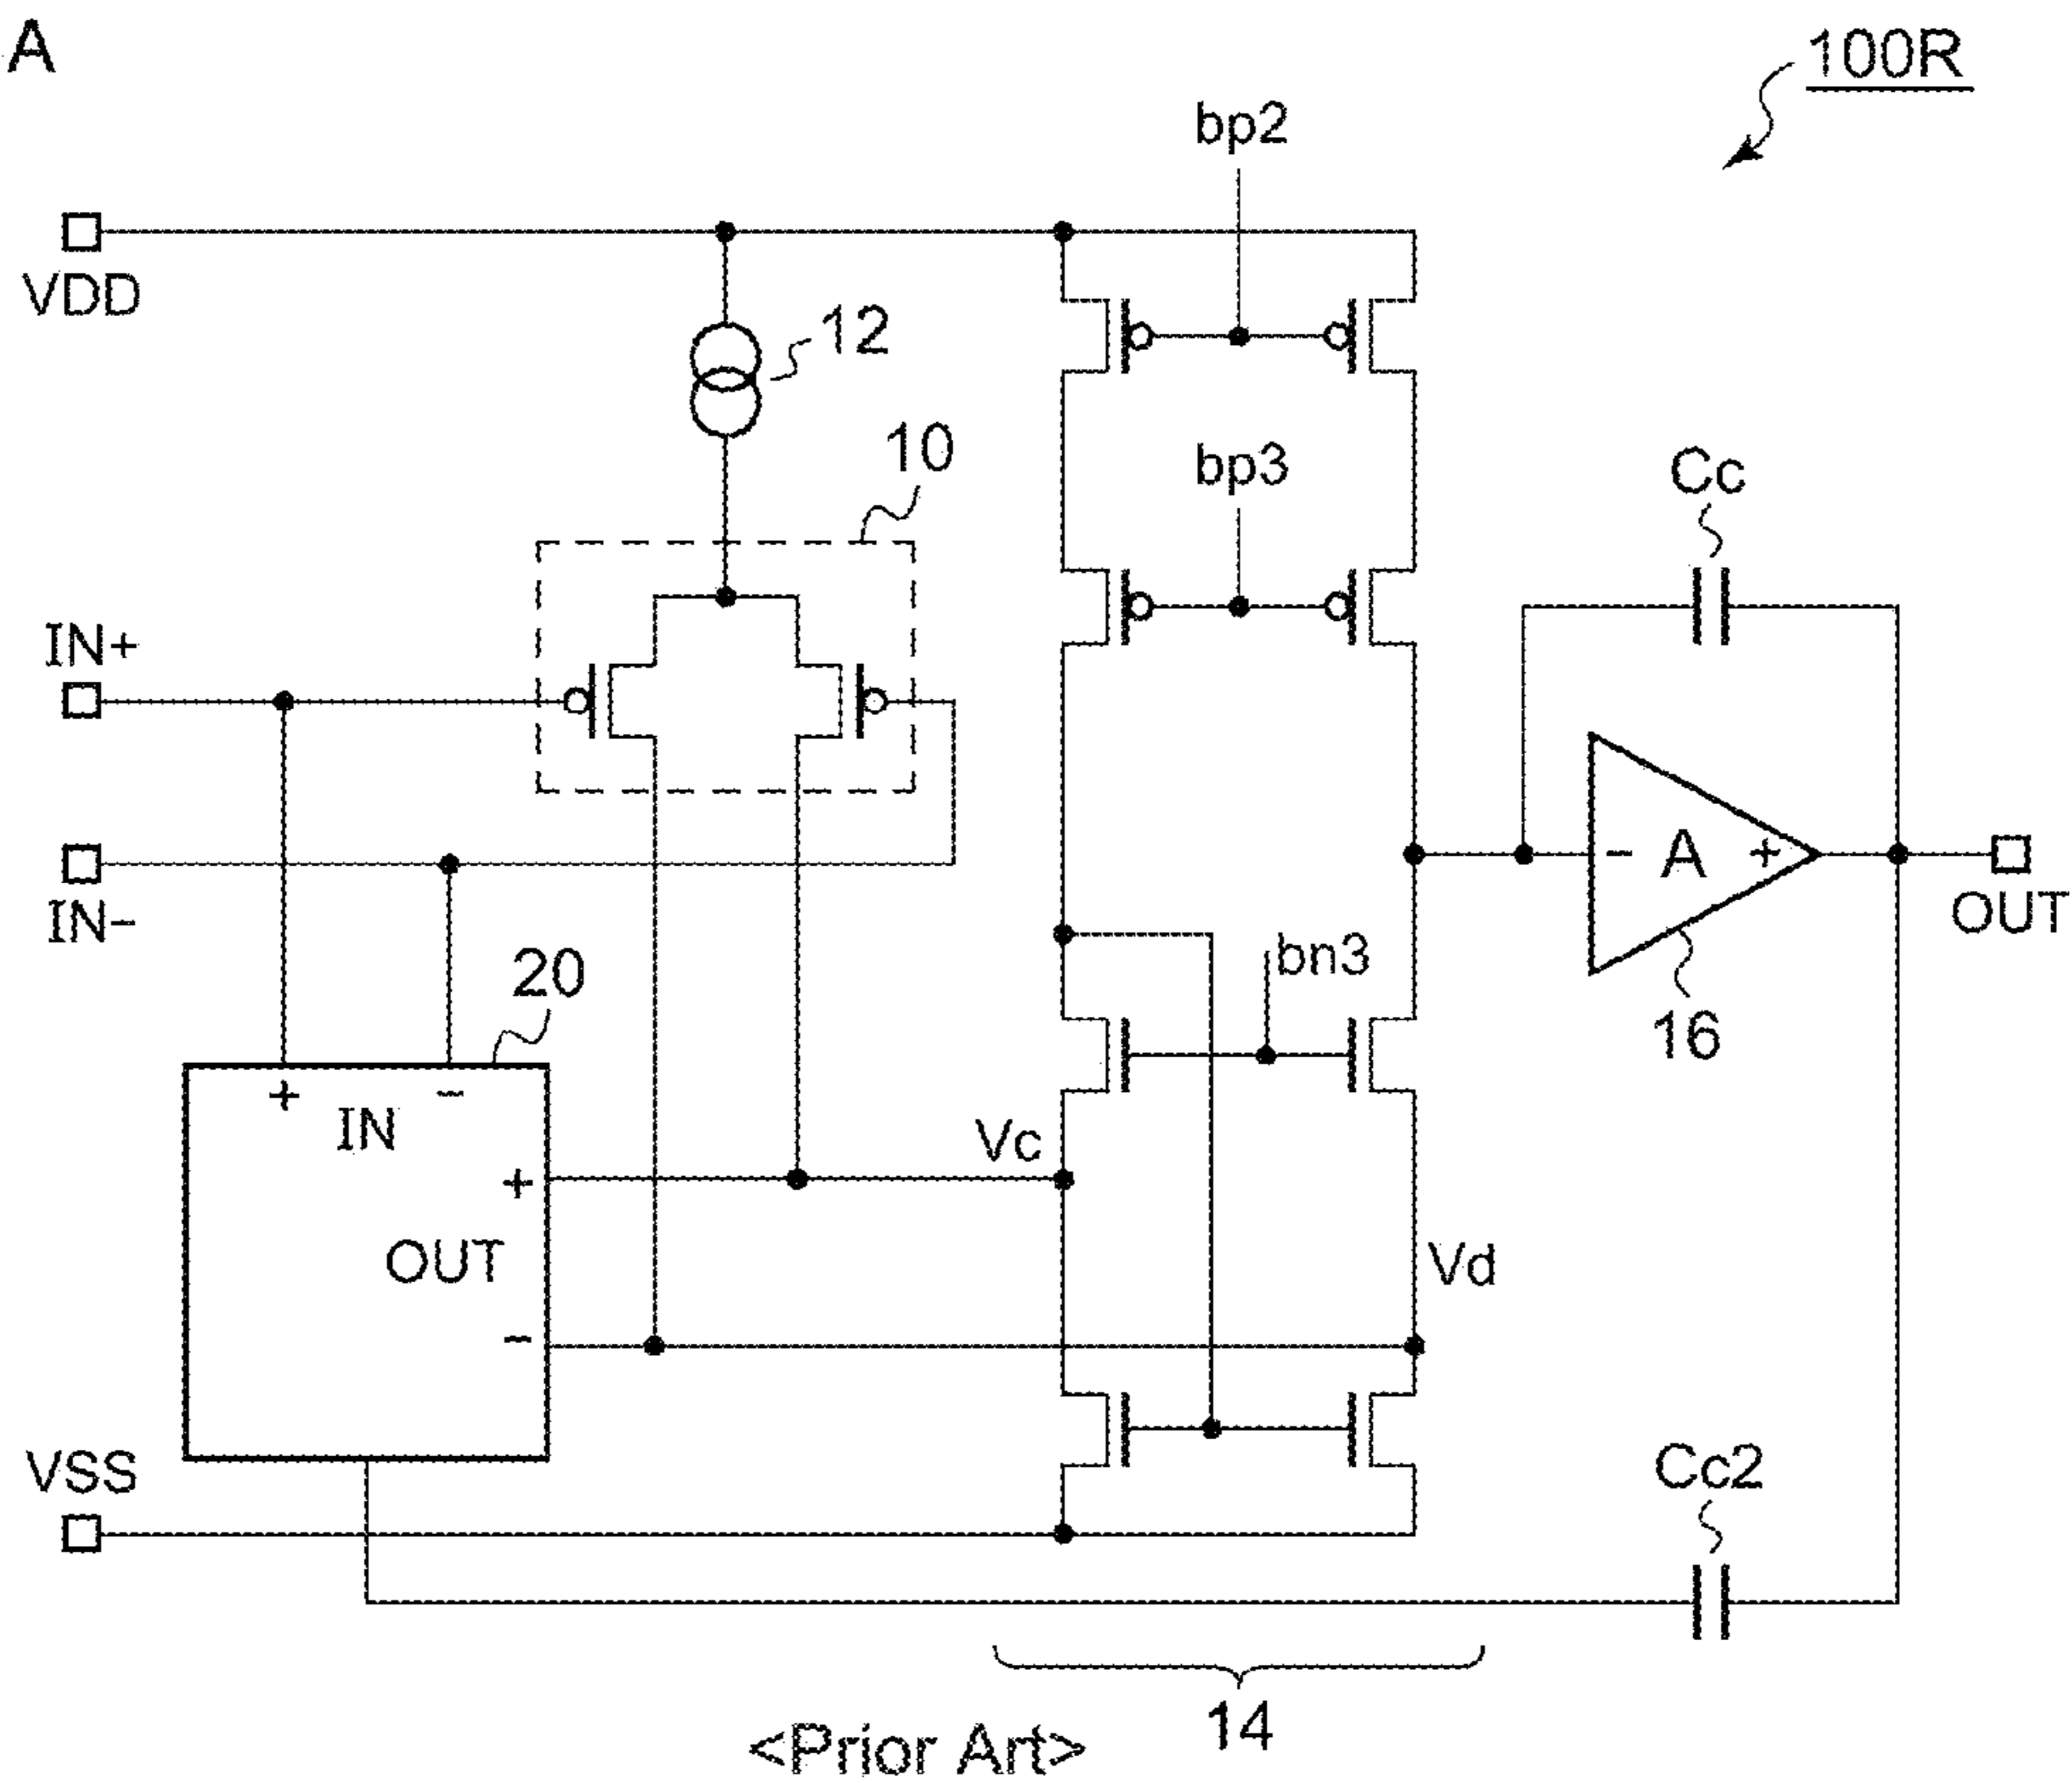 A
100R
bp2
VDD
12
10
bp3
Cc
IN+
IN−
− A +
OUT
16
20
bn3
+ −
IN
Vc
+
OUT
Vd
−
VSS
Cc2
14
<Prior Art>